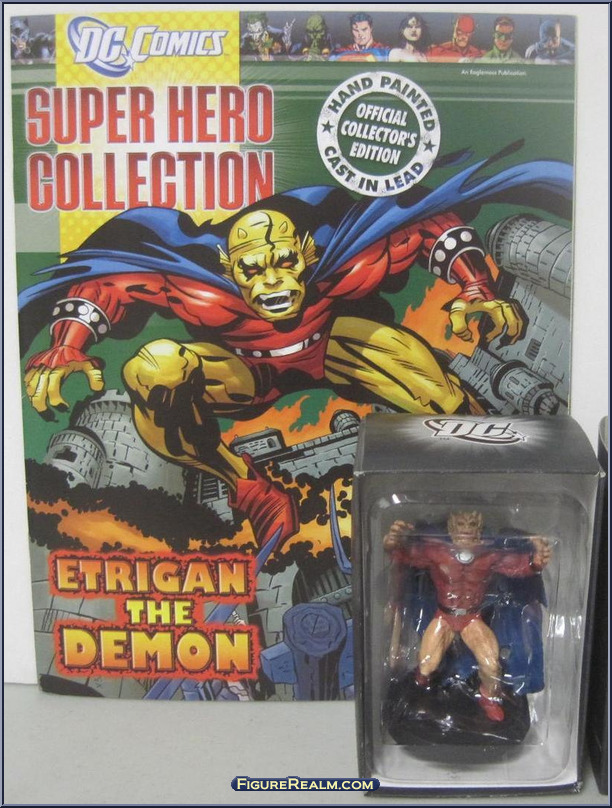 DC COMICS
An Eaglemoss Publication
SUPER HERO
COLLECTION
HAND PAINTED
OFFICIAL
COLLECTOR'S
EDITION
CAST IN LEAD
ETRIGAN
THE
DEMON
DC
FIGUREREALM.COM